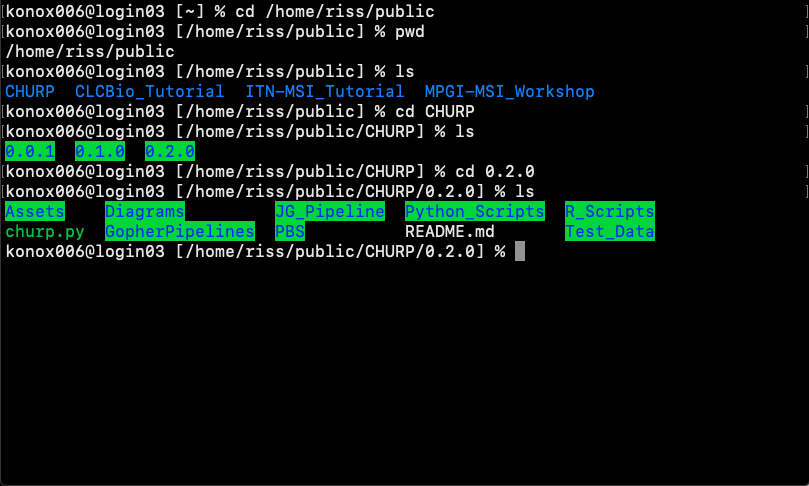 konox006@login03 [~] % cd /home/riss/public
konox006@login03 [/home/riss/public] % pwd
/home/riss/public
konox006@login03 [/home/riss/public] % ls
CHURP  CLCBio_Tutorial  ITN-MSI_Tutorial  MPGI-MSI_Workshop
konox006@login03 [/home/riss/public] % cd CHURP
konox006@login03 [/home/riss/public/CHURP] % ls
0.0.1  0.1.0  0.2.0
konox006@login03 [/home/riss/public/CHURP] % cd 0.2.0
konox006@login03 [/home/riss/public/CHURP/0.2.0] % ls
Assets    Diagrams         JG_Pipeline  Python_Scripts  R_Scripts
churp.py  GopherPipelines  PBS          README.md       Test_Data
konox006@login03 [/home/riss/public/CHURP/0.2.0] %